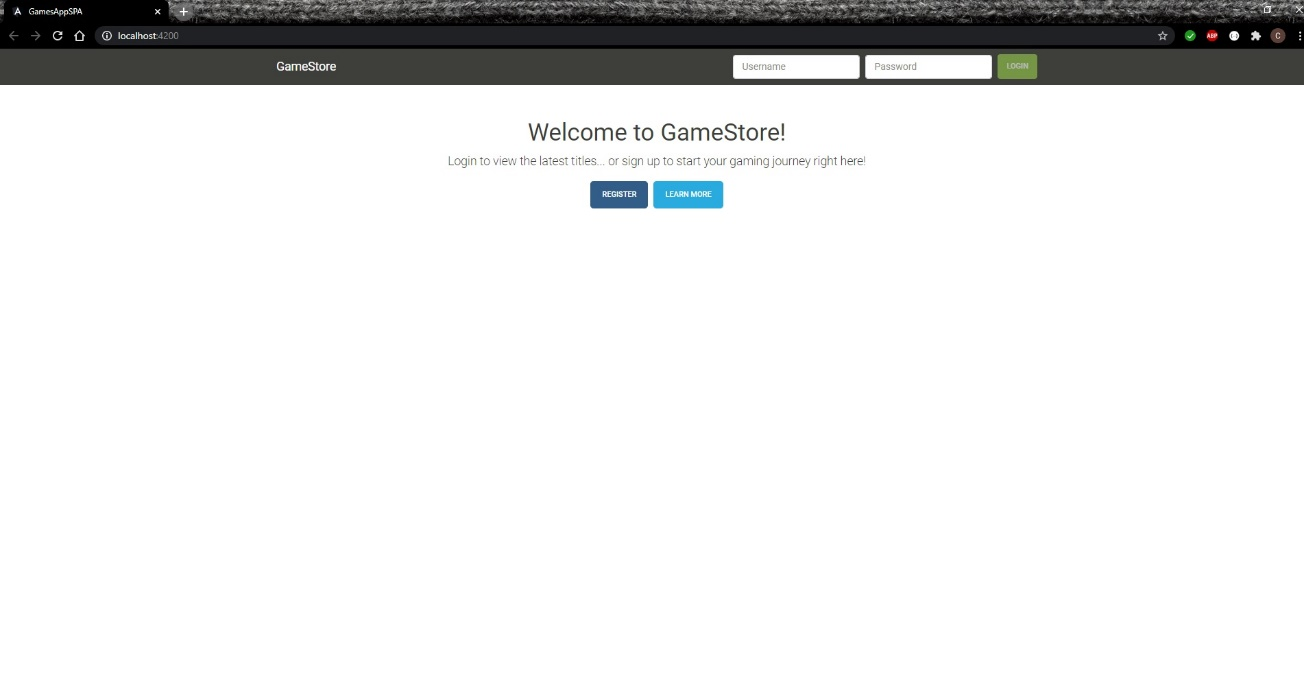 GamesAppSPA
localhost:4200
ABP
C
GameStore
Username
Password
LOGIN
Welcome to GameStore!
Login to view the latest titles... or sign up to start your gaming journey right here!
REGISTER
LEARN MORE